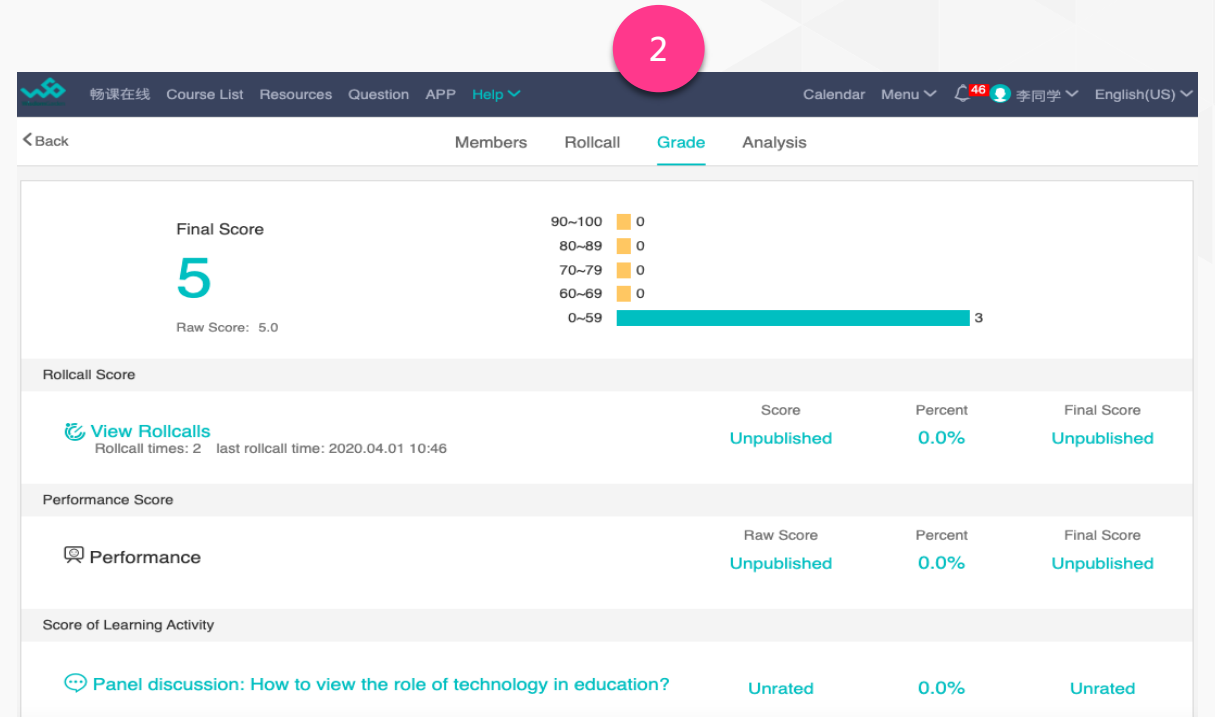 2
畅课在线 Course List Resources Question APP Help Calendar Menu 46 李同学 English(US)
Back Members Rollcall Grade Analysis
Final Score
5
Raw Score: 5.0
90~100 0
80~89 0
70~79 0
60~69 0
0~59 3
Rollcall Score
Score Percent Final Score
View Rollcalls Unpublished 0.0% Unpublished
Rollcall times: 2 last rollcall time: 2020.04.01 10:46
Performance Score
Raw Score Percent Final Score
Performance Unpublished 0.0% Unpublished
Score of Learning Activity
Panel discussion: How to view the role of technology in education? Unrated 0.0% Unrated